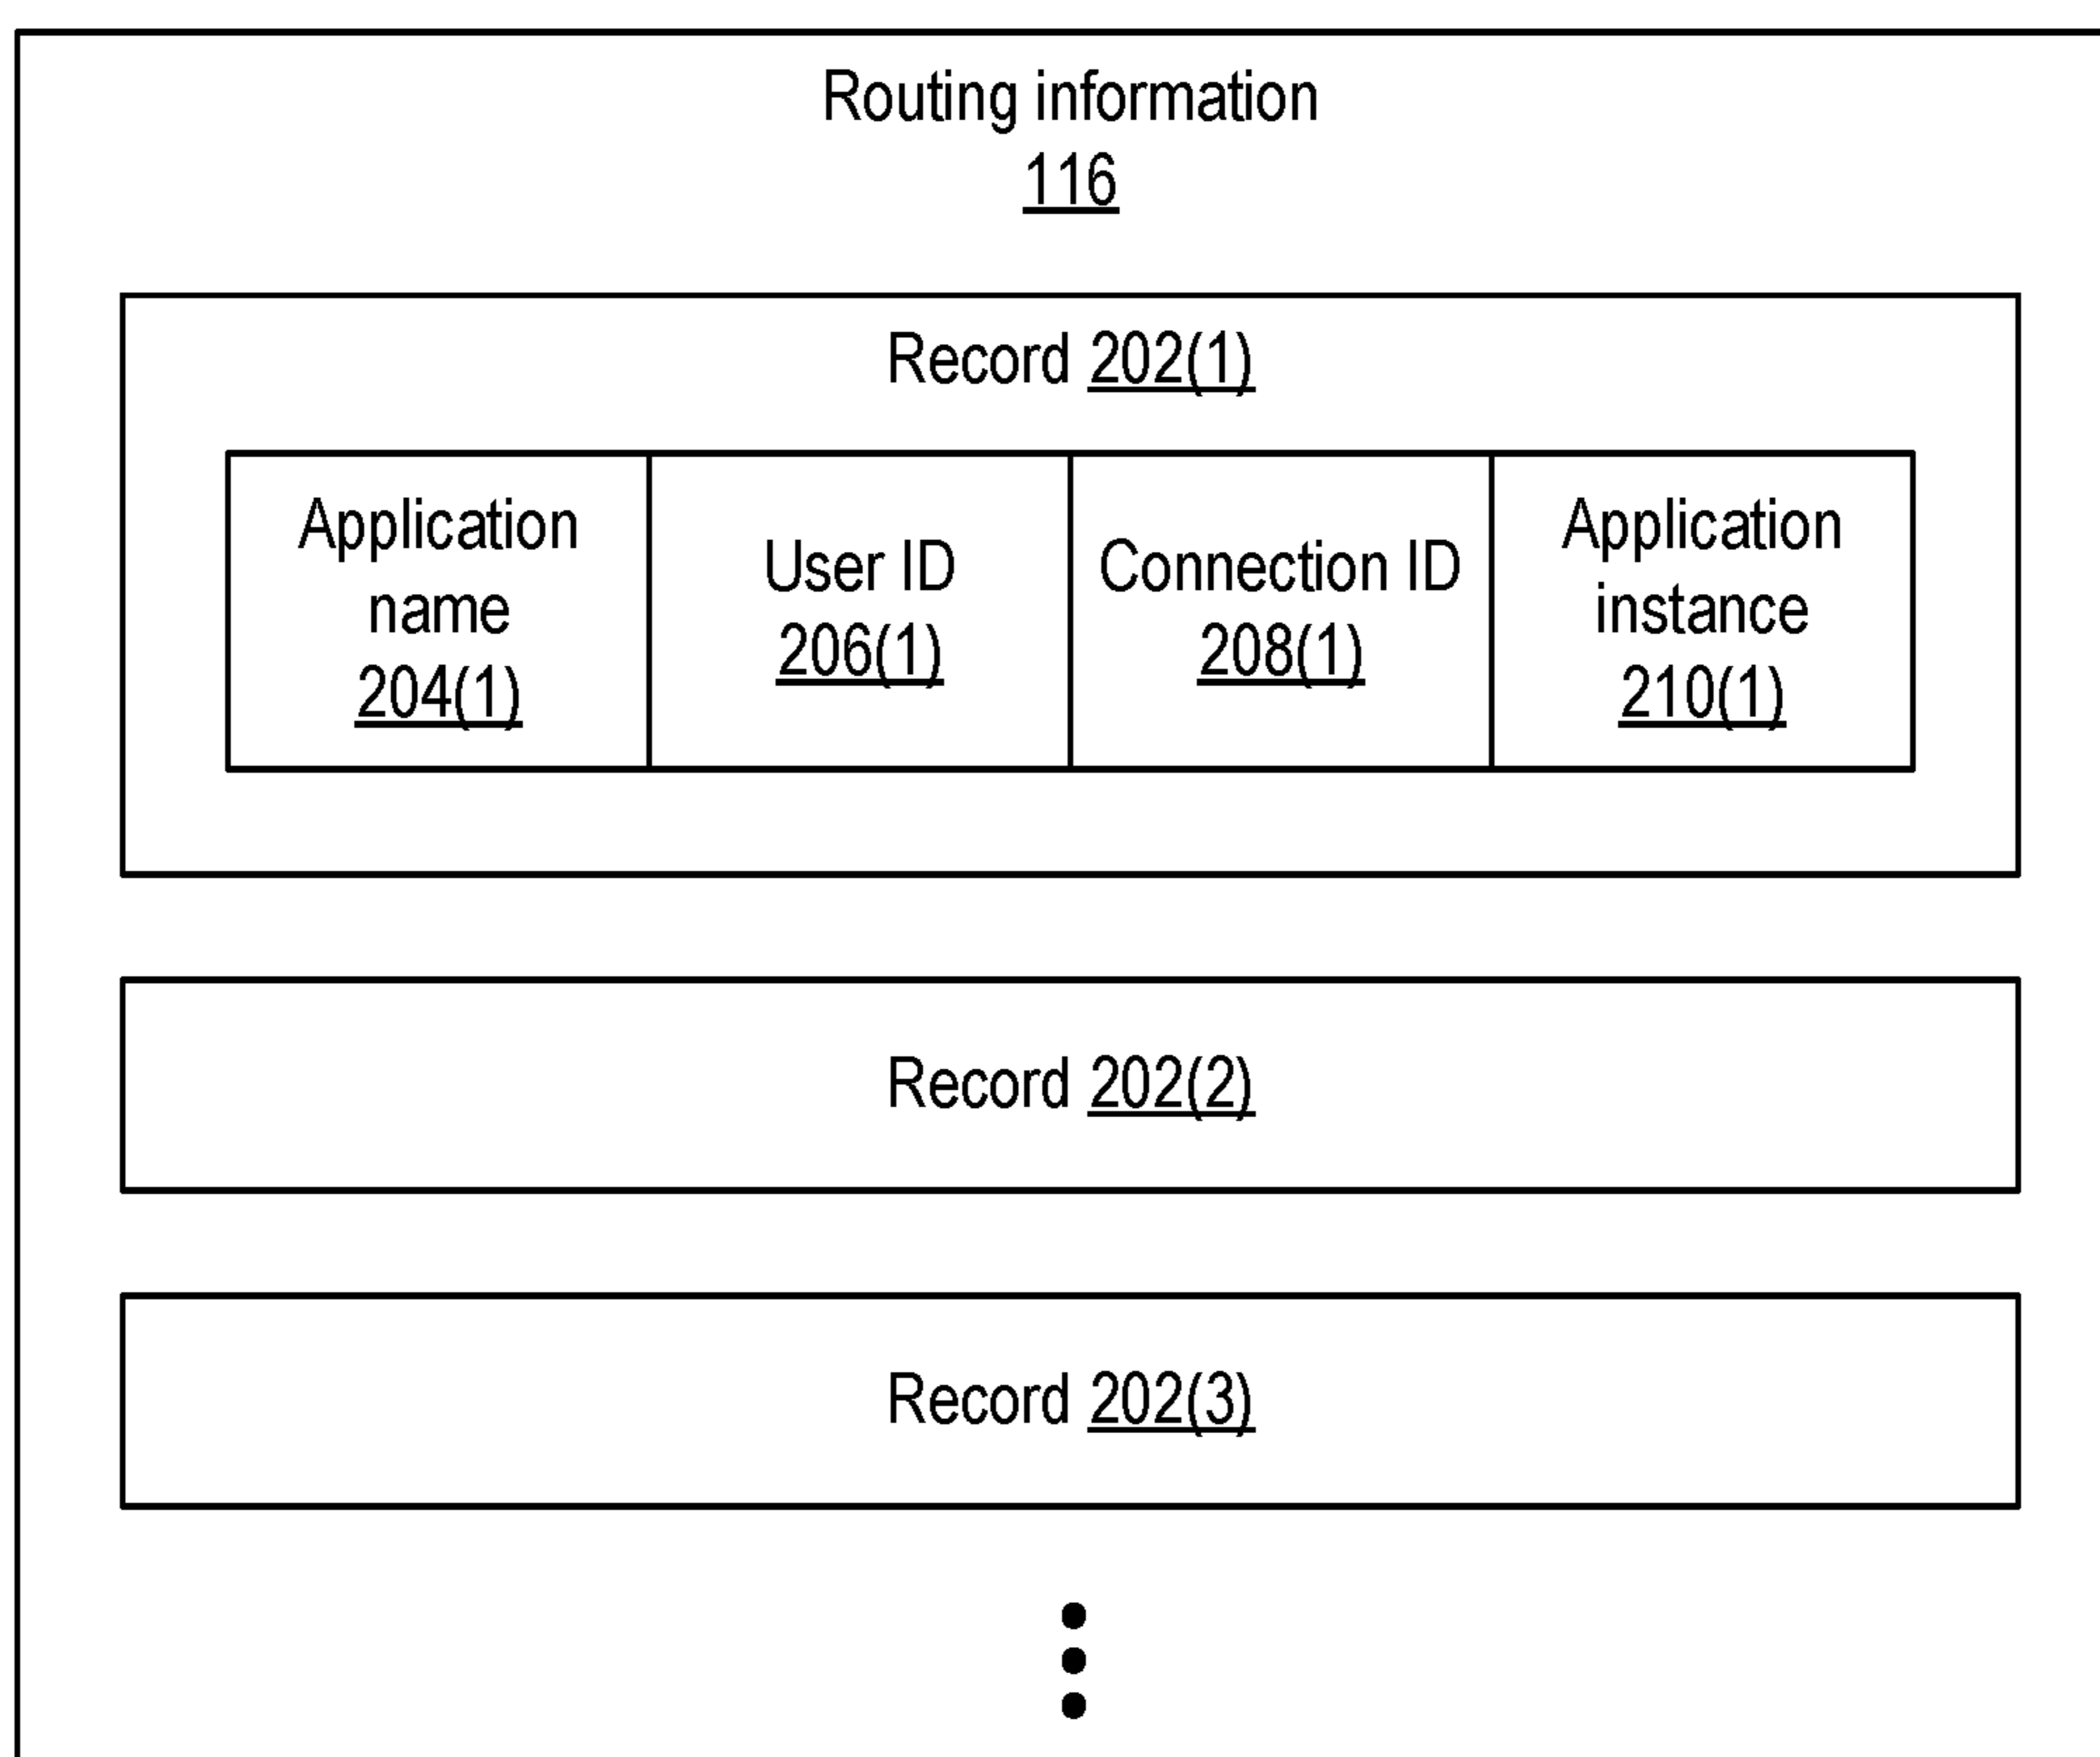 Routing information
116
Record 202(1)
Application
name
204(1)
User ID
206(1)
Connection ID
208(1)
Application
instance
210(1)
Record 202(2)
Record 202(3)